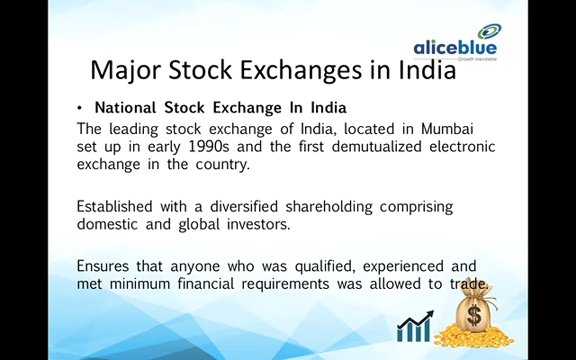 aliceblue
Growth Inevitable
Major Stock Exchanges in India
• National Stock Exchange In India
The leading stock exchange of India, located in Mumbai
set up in early 1990s and the first demutualized electronic
exchange in the country.
Established with a diversified shareholding comprising
domestic and global investors.
Ensures that anyone who was qualified, experienced and
met minimum financial requirements was allowed to trade.
$